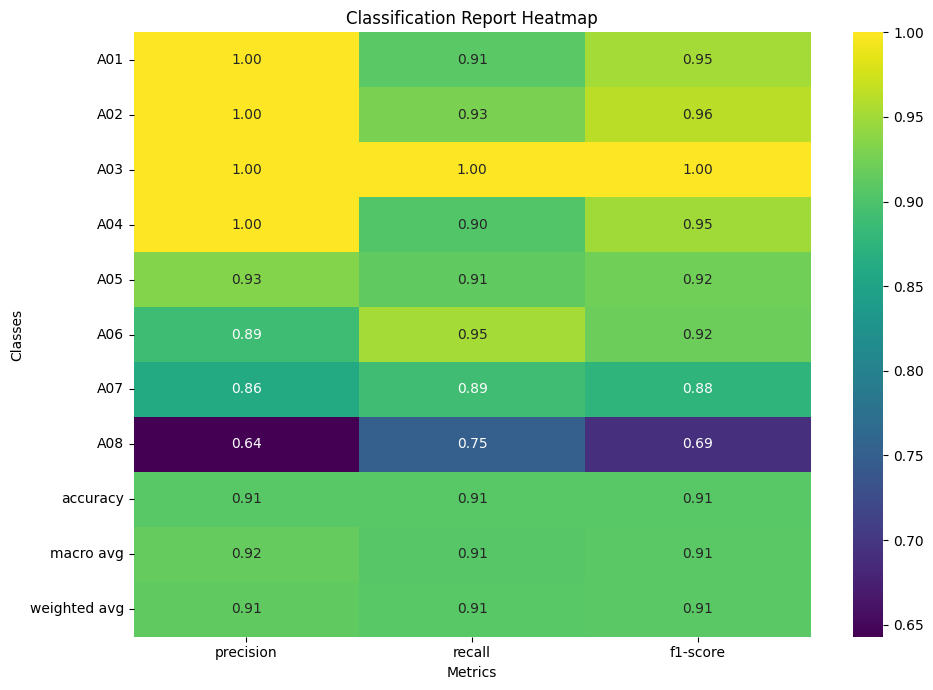 Classification Report Heatmap
Classes
A01 1.00 0.91 0.95
A02 1.00 0.93 0.96
A03 1.00 1.00 1.00
A04 1.00 0.90 0.95
A05 0.93 0.91 0.92
A06 0.89 0.95 0.92
A07 0.86 0.89 0.88
A08 0.64 0.75 0.69
accuracy 0.91 0.91 0.91
macro avg 0.92 0.91 0.91
weighted avg 0.91 0.91 0.91
precision recall f1-score
Metrics
1.00
0.95
0.90
0.85
0.80
0.75
0.70
0.65